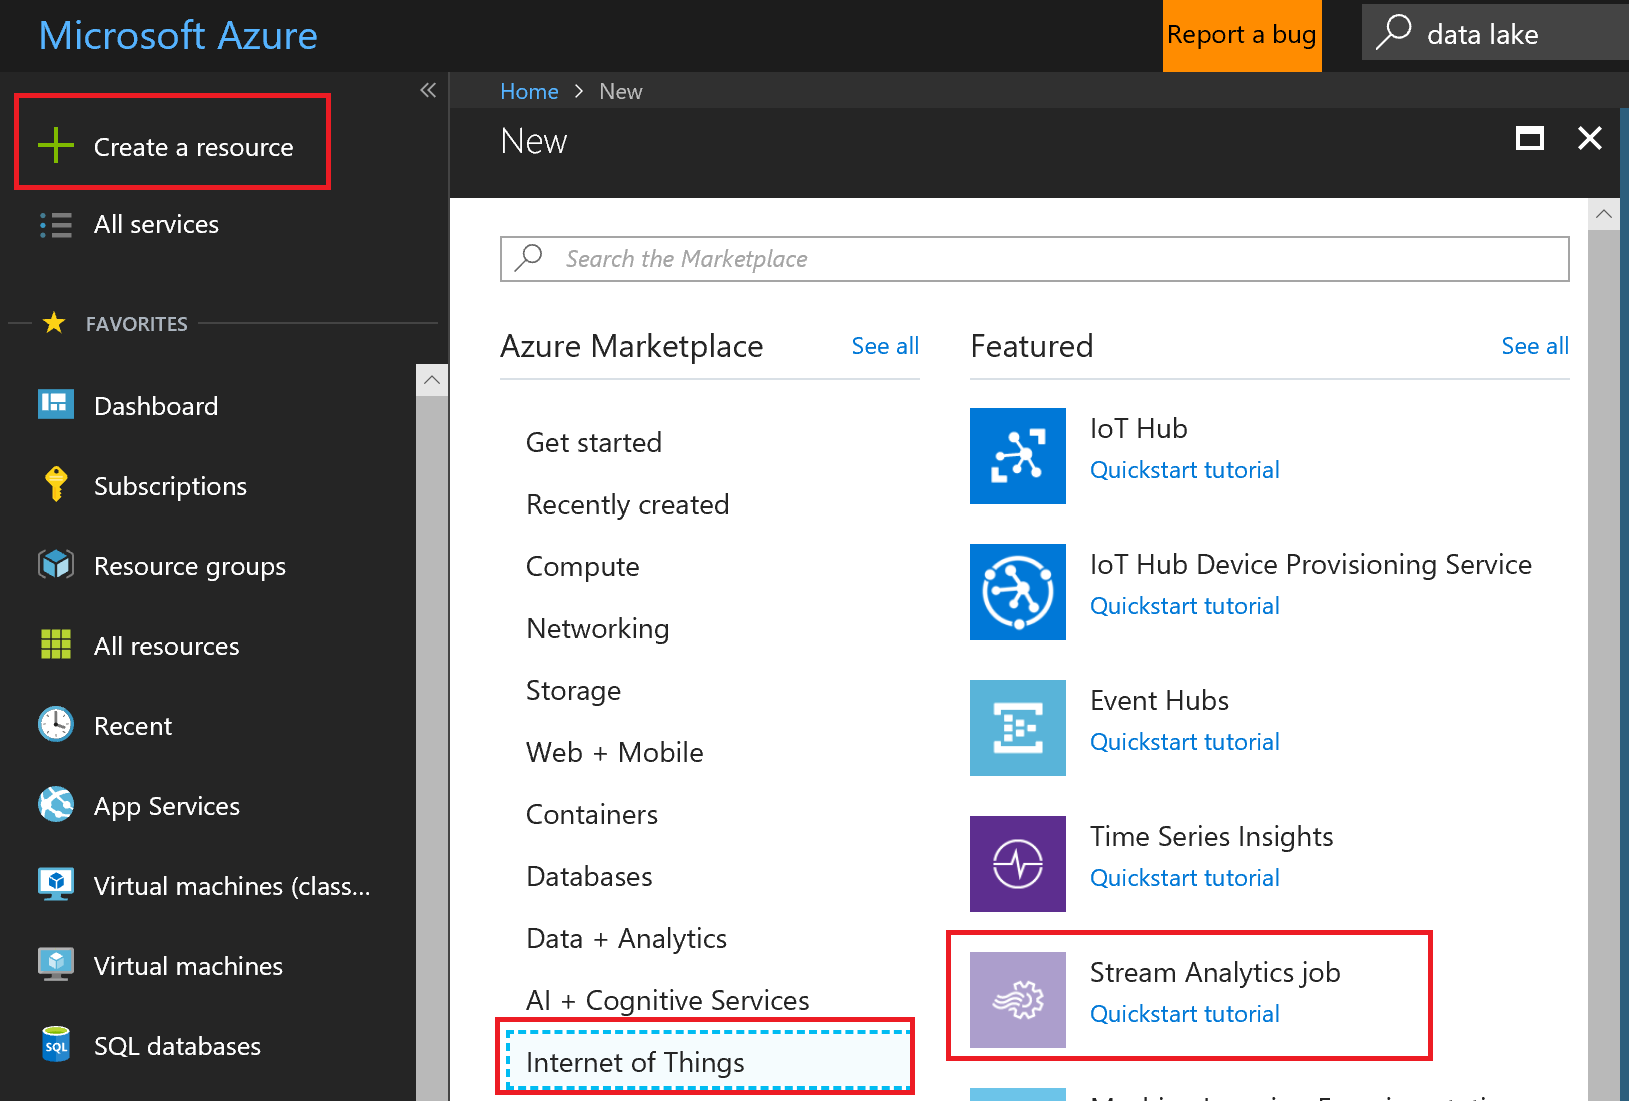 Microsoft Azure
Report a bug
data lake
Create a resource
All services
FAVORITES
Dashboard
Subscriptions
Resource groups
All resources
Recent
App Services
Virtual machines (class...
Virtual machines
SQL
SQL databases
Home > New
New
Search the Marketplace
Azure Marketplace
See all
Get started
Recently created
Compute
Networking
Storage
Web + Mobile
Containers
Databases
Data + Analytics
AI + Cognitive Services
Internet of Things
Featured
See all
IoT Hub
Quickstart tutorial
IoT Hub Device Provisioning Service
Quickstart tutorial
Event Hubs
Quickstart tutorial
Time Series Insights
Quickstart tutorial
Stream Analytics job
Quickstart tutorial